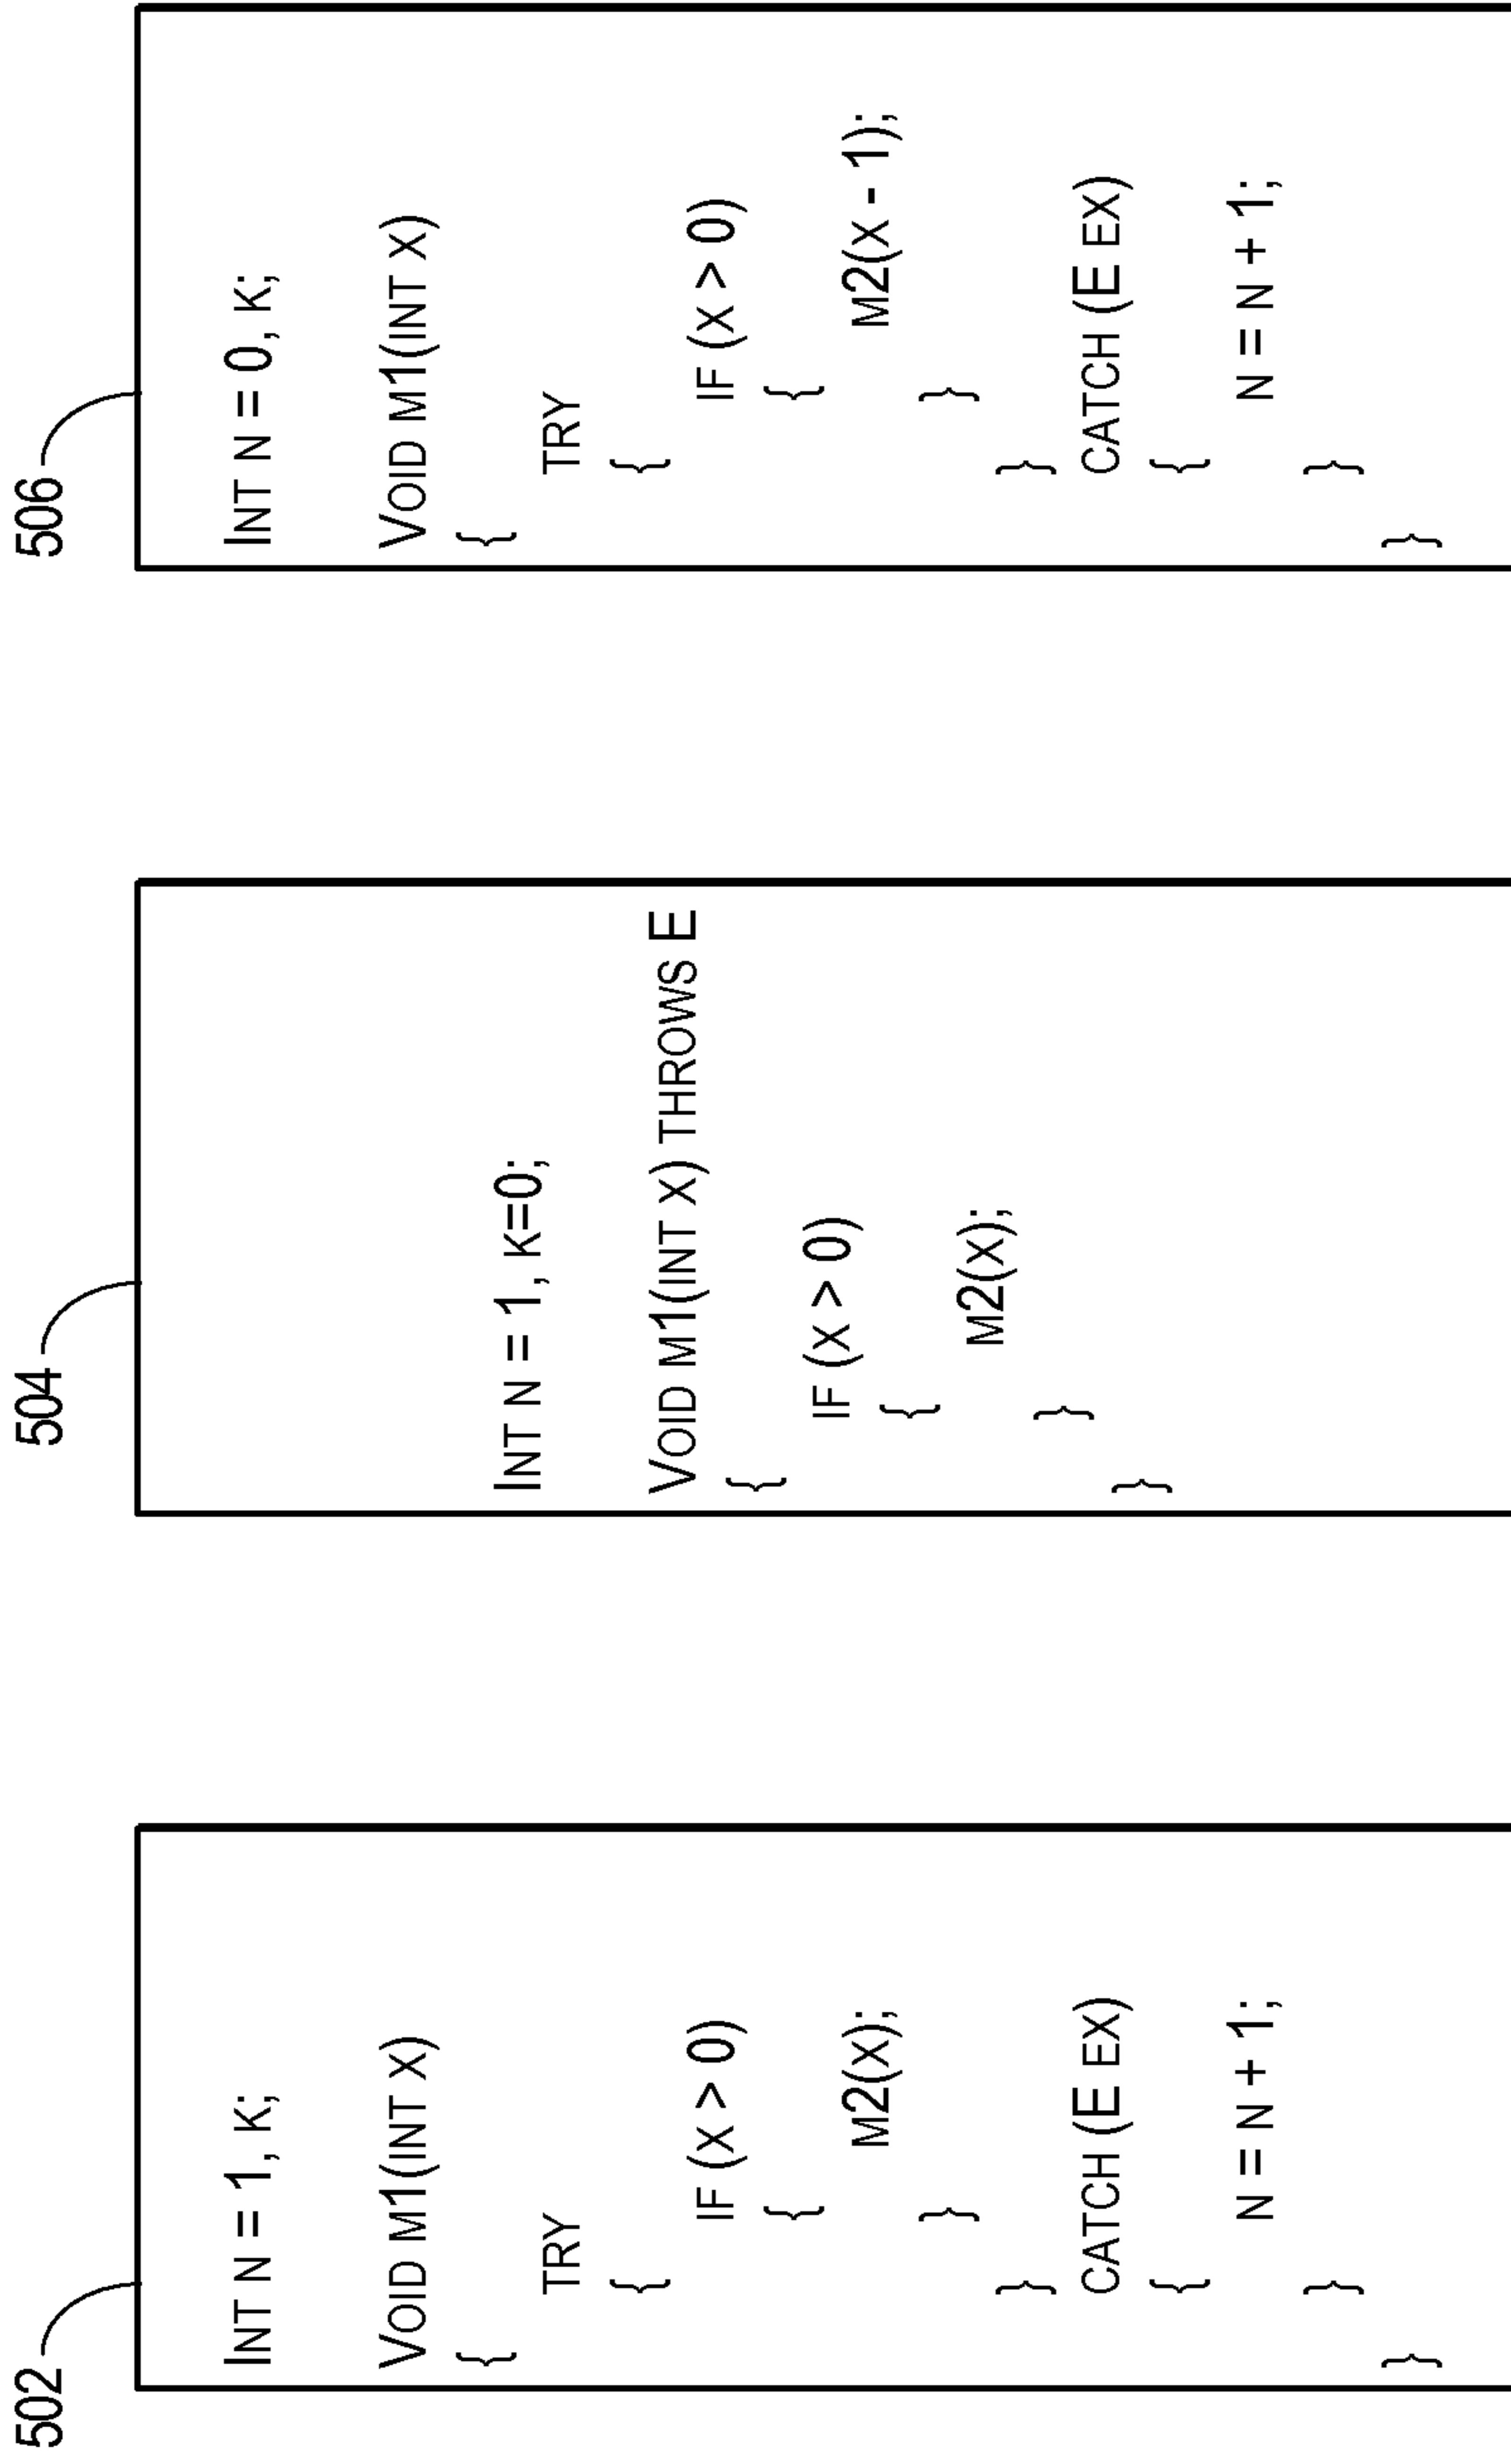 502
INT N = 1, K;
VOID M1(INT X)
{
TRY
{
IF (X > 0)
{
M2(X);
}
}
CATCH (E EX)
{
N = N + 1;
}
}
504
INT N = 1, K=0;
VOID M1(INT X) THROWS E
{
IF (X > 0)
{
M2(X);
}
}
506
INT N = 0, K;
VOID M1(INT X)
{
TRY
{
IF (X > 0)
{
M2(X - 1);
}
}
CATCH (E EX)
{
N = N + 1;
}
}